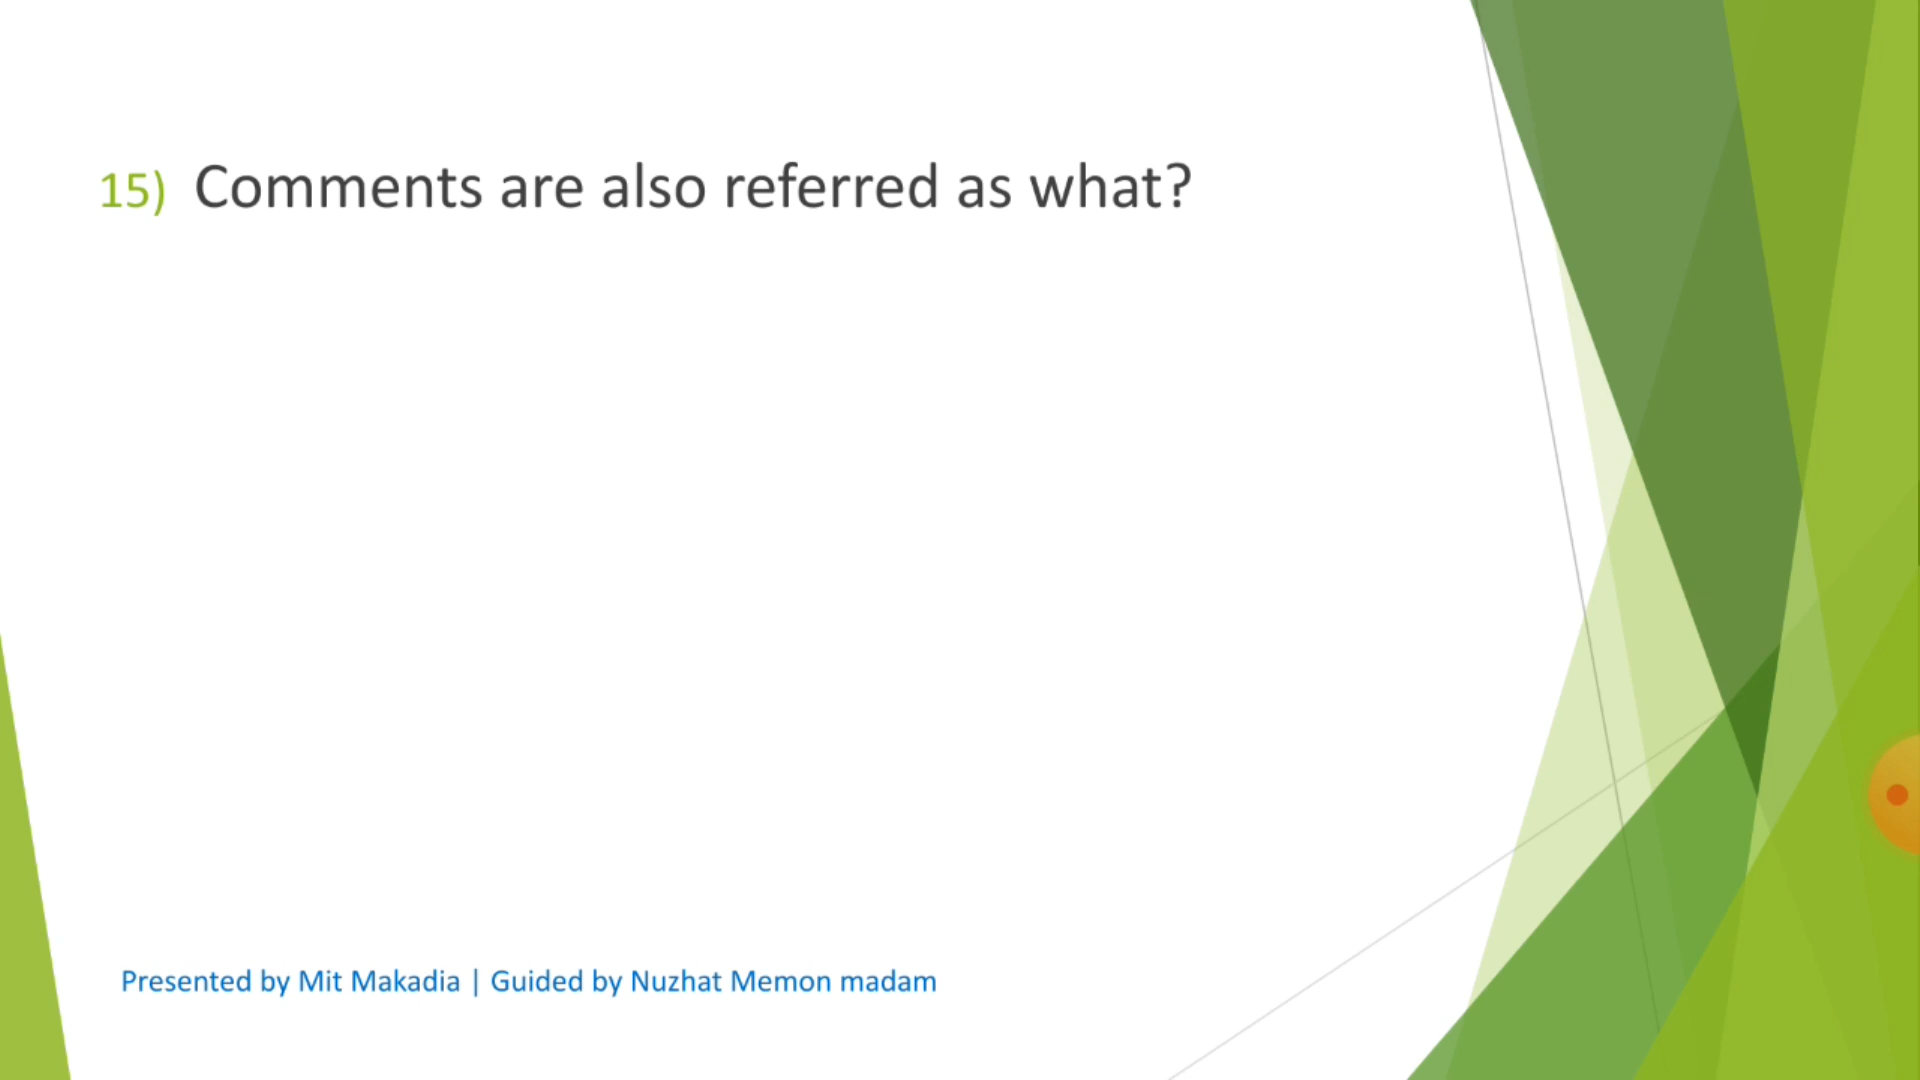 15) Comments are also referred as what?
Presented by Mit Makadia | Guided by Nuzhat Memon madam